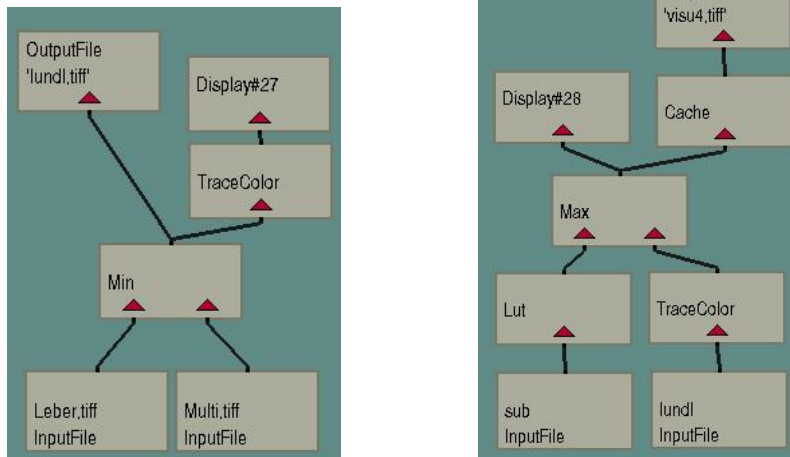 OutputFile
'lundl,tiff'
Display#27
TraceColor
Min
Leber,tiff
InputFile
Multi,tiff
InputFile
'visu4,tiff'
Display#28
Cache
Max
Lut
TraceColor
sub
InputFile
lundl
InputFile